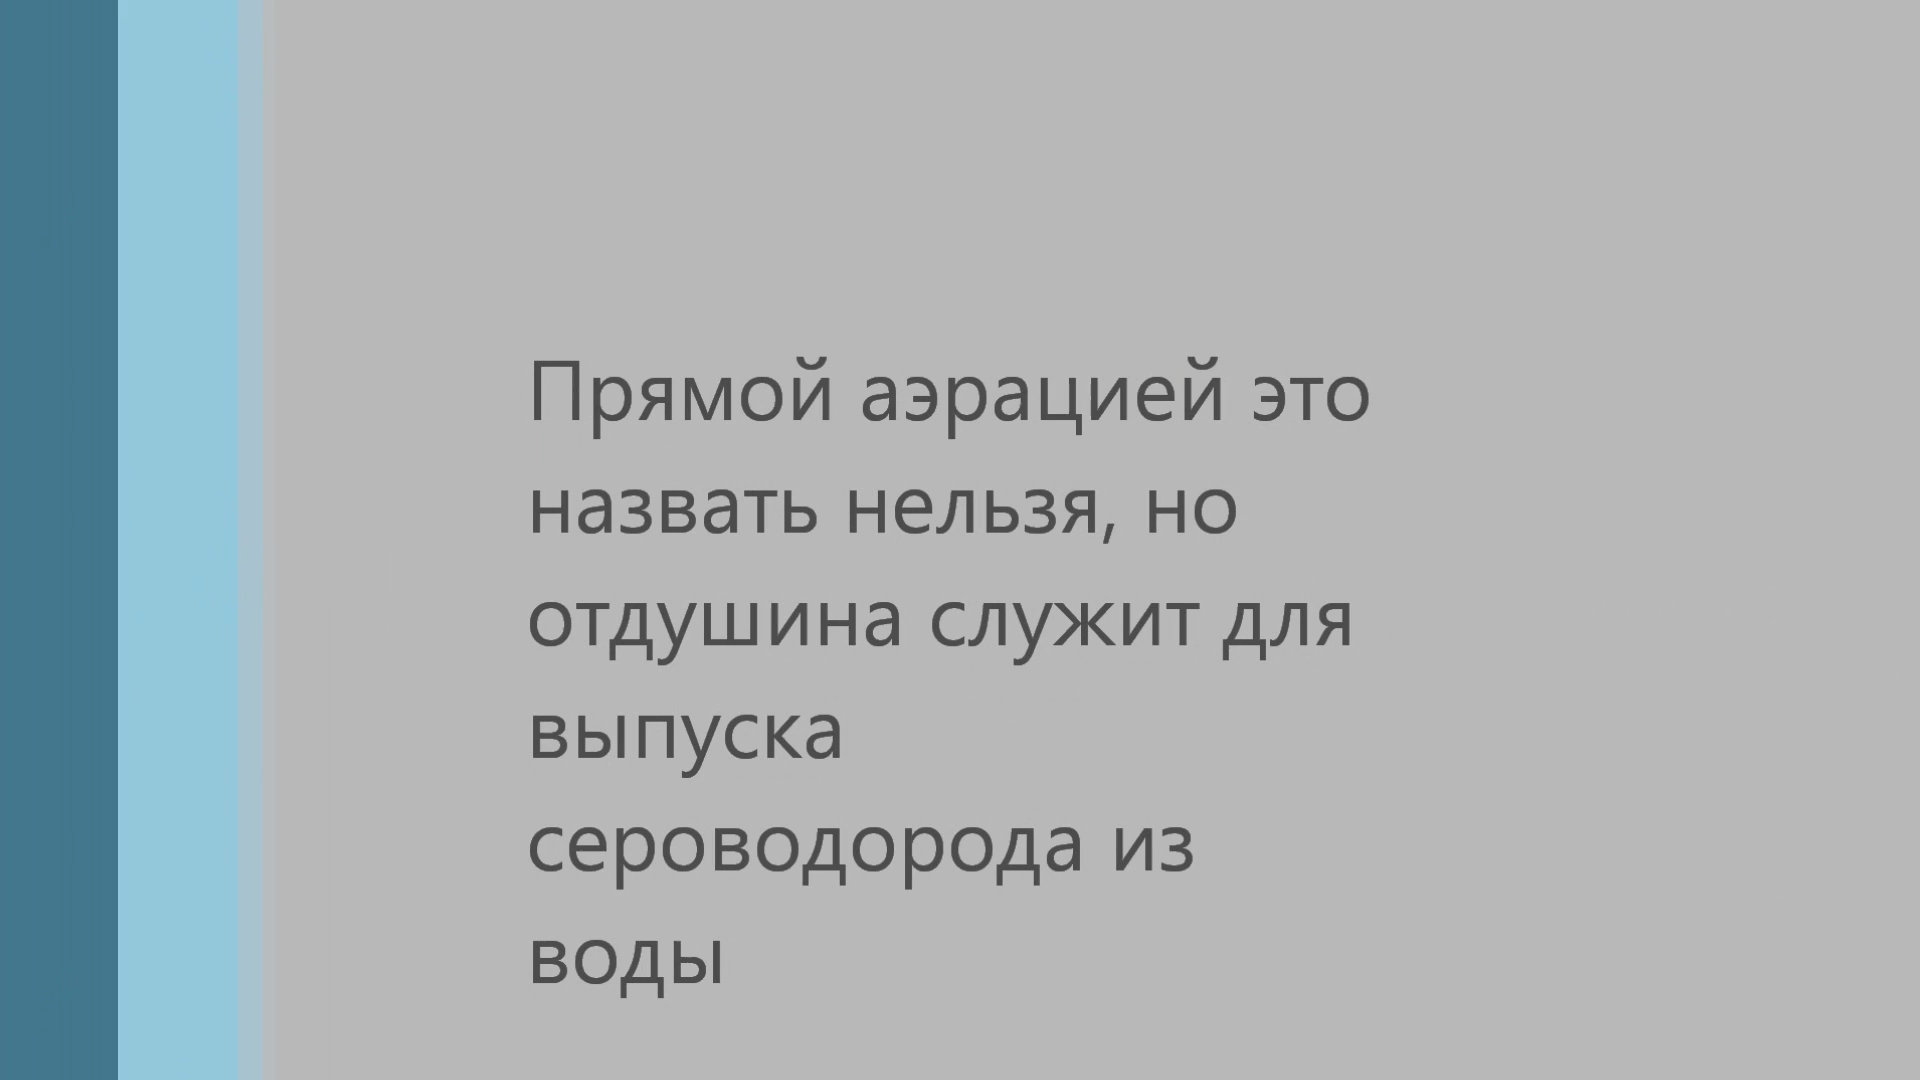 Прямой аэрацией это
назвать нельзя, но
отдушина служит для
выпуска
сероводорода из
воды